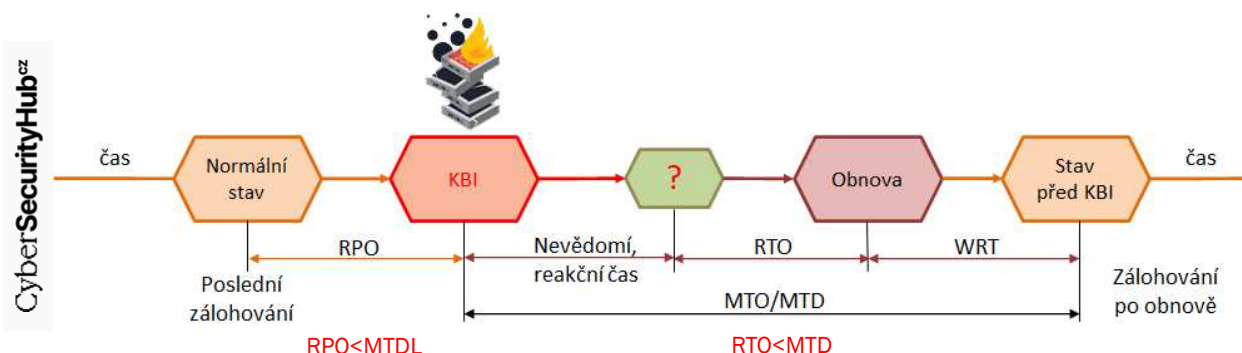 CyberSecurityHub^cz
čas
Normální
stav
KBI
?
Obnova
Stav
před KBI
čas
RPO
Nevědomí,
reakční čas
RTO
WRT
Poslední
zálohování
MTO/MTD
Zálohování
po obnově
RPO<MTDL
RTO<MTD